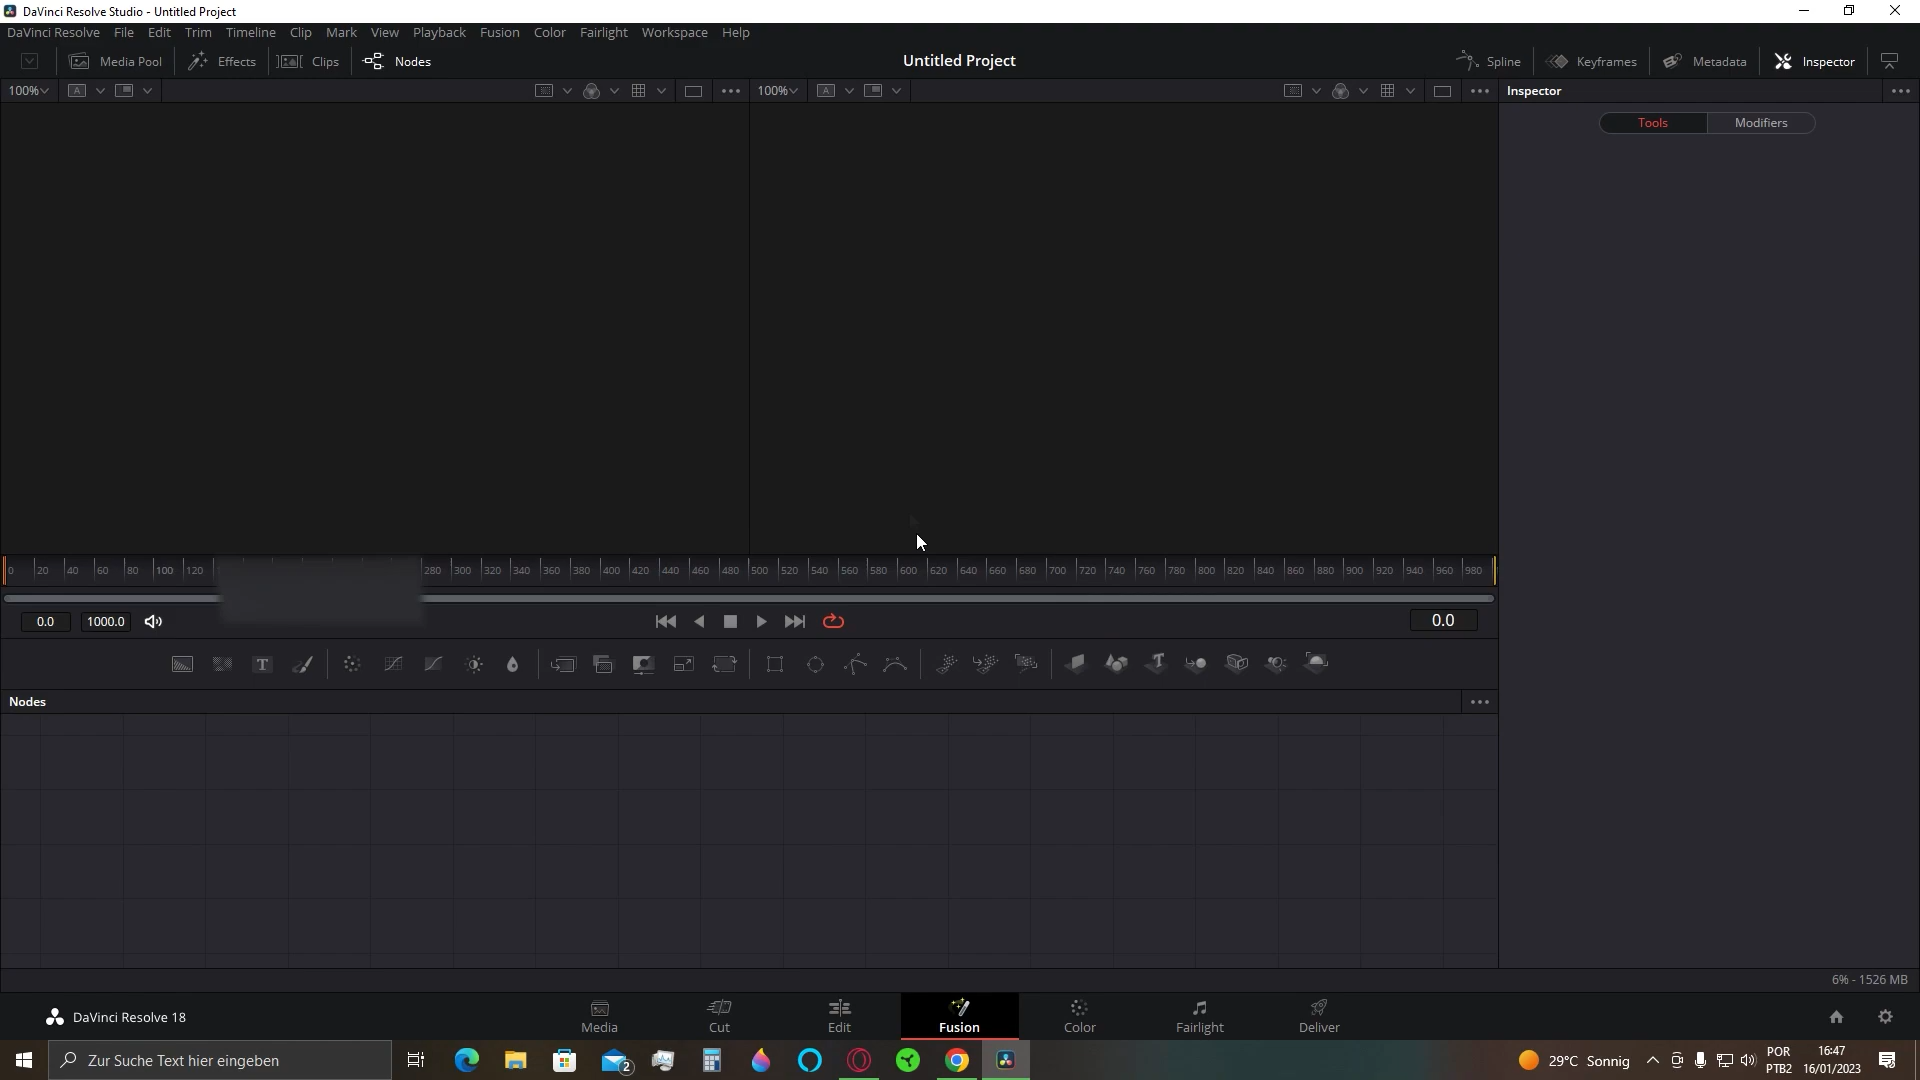 DaVinci Resolve Studio - Untitled Project
DaVinci Resolve File Edit Trim Timeline Clip Mark View Playback Fusion Color Fairlight Workspace Help
Media Pool Effects Clips Nodes Untitled Project Spline Keyframes Metadata Inspector
100% A 100% A Inspector
Tools Modifiers
0 20 40 60 80 100 120 280 300 320 340 360 380 400 420 440 460 480 500 520 540 560 580 600 620 640 660 680 700 720 740 760 780 800 820 840 860 880 900 920 940 960 980
0.0 1000.0 0.0
T T
Nodes
6% - 1526 MB
DaVinci Resolve 18 Media Cut Edit Fusion Color Fairlight Deliver
Zur Suche Text hier eingeben 2 29°C Sonnig POR 16:47
PTB2 16/01/2023